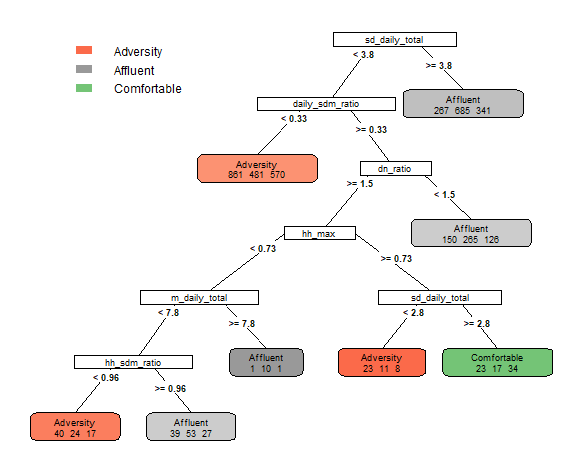 sd_daily_total
Adversity
Affluent
Comfortable
< 3.8
>= 3.8
daily_sdm_ratio
Affluent
267 685 341
< 0.33
>= 0.33
Adversity
861 481 570
dn_ratio
>= 1.5
< 1.5
hh_max
Affluent
150 265 126
< 0.73
>= 0.73
m_daily_total
sd_daily_total
< 7.8
>= 7.8
< 2.8
>= 2.8
hh_sdm_ratio
Affluent
1 10 1
Adversity
23 11 8
Comfortable
23 17 34
< 0.96
>= 0.96
Adversity
40 24 17
Affluent
39 53 27